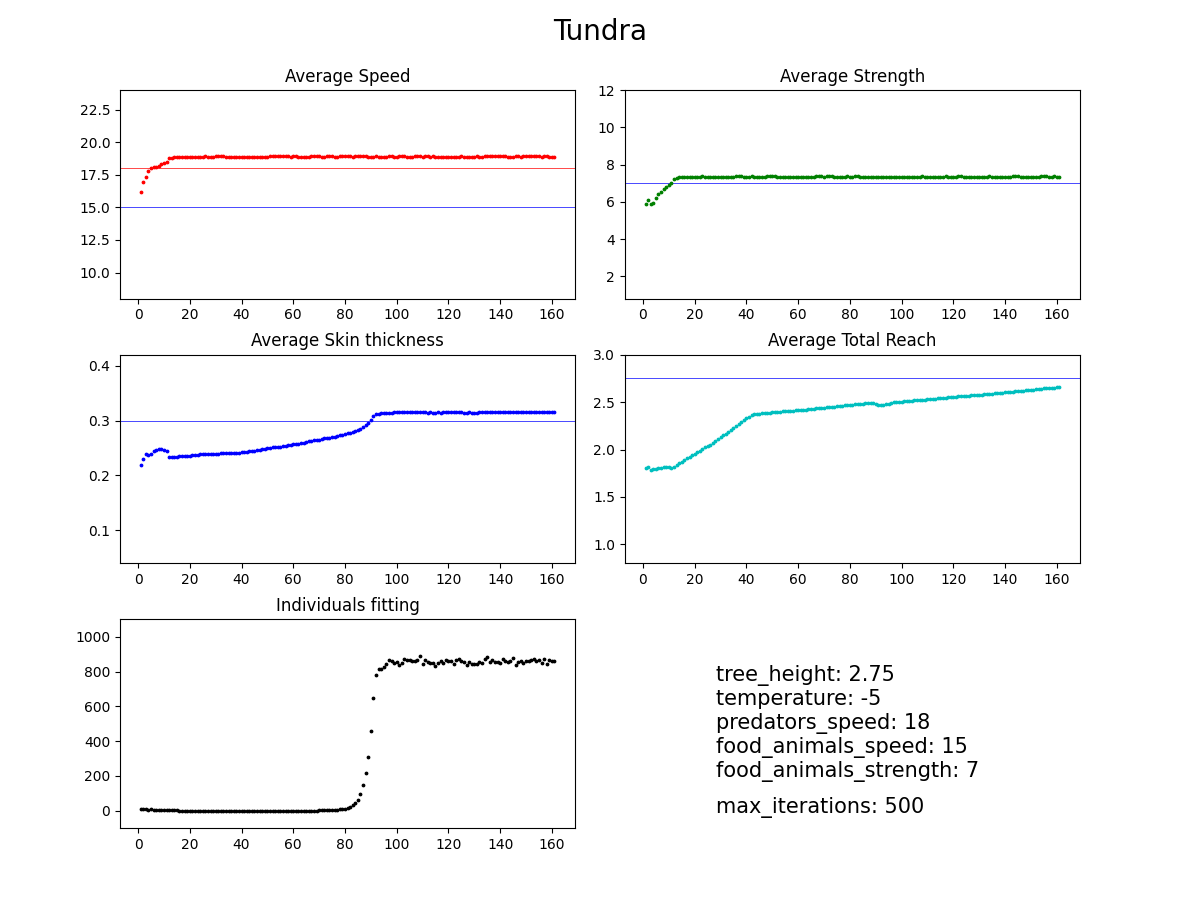 Tundra
Average Speed
22.5
20.0
17.5
15.0
12.5
10.0
0 20 40 60 80 100 120 140 160
Average Strength
12
10
8
6
4
2
0 20 40 60 80 100 120 140 160
Average Skin thickness
0.4
0.3
0.2
0.1
0 20 40 60 80 100 120 140 160
Average Total Reach
3.0
2.5
2.0
1.5
1.0
0 20 40 60 80 100 120 140 160
Individuals fitting
1000
800
600
400
200
0
0 20 40 60 80 100 120 140 160
tree_height: 2.75
temperature: -5
predators_speed: 18
food_animals_speed: 15
food_animals_strength: 7
max_iterations: 500